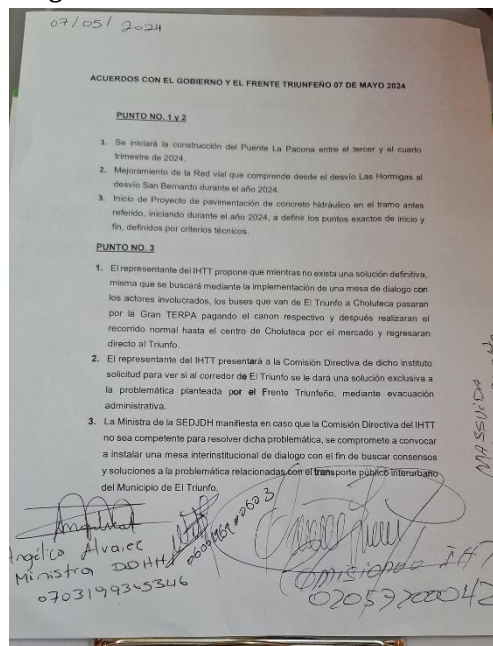 07/05/2024
ACUERDOS CON EL GOBIERNO Y EL FRENTE TRIUNFEÑO 07 DE MAYO 2024
PUNTO NO. 1 y 2
1. Se iniciará la construcción del Puente La Pacona entre el tercer y el cuarto
trimestre de 2024.
2. Mejoramiento de la Red vial que comprende desde el desvío Las Hormigas al
desvío San Bernardo durante el año 2024.
3. Inicio de Proyecto de pavimentación de concreto hidráulico en el tramo antes
referido, iniciando durante el año 2024, a definir los puntos exactos de inicio y
fin, definidos por criterios técnicos.
PUNTO NO. 3
1. El representante del IHTT propone que mientras no exista una solución definitiva,
misma que se buscará mediante la implementación de una mesa de dialogo con
los actores involucrados, los buses que van de El Triunfo a Choluteca pasaran
por la Gran TERPA pagando el canon respectivo y después realizaran el
recorrido normal hasta el centro de Choluteca por el mercado y regresaran
directo al Triunfo.
2. El representante del IHTT presentará a la Comisión Directiva de dicho instituto
solicitud para ver si al corredor de El Triunfo se le dará una solución exclusiva a
la problemática planteada por el Frente Triunfeño, mediante evacuación
administrativa.
3. La Ministra de la SEDJDH manifiesta en caso que la Comisión Directiva del IHTT
no sea competente para resolver dicha problemática, se compromete a convocar
a instalar una mesa interinstitucional de dialogo con el fin de buscar consensos
y soluciones a la problemática relacionadas con el transporte público interurbano
del Municipio de El Triunfo.
Angélica Alvarez
Ministra DDHH
0703199365346